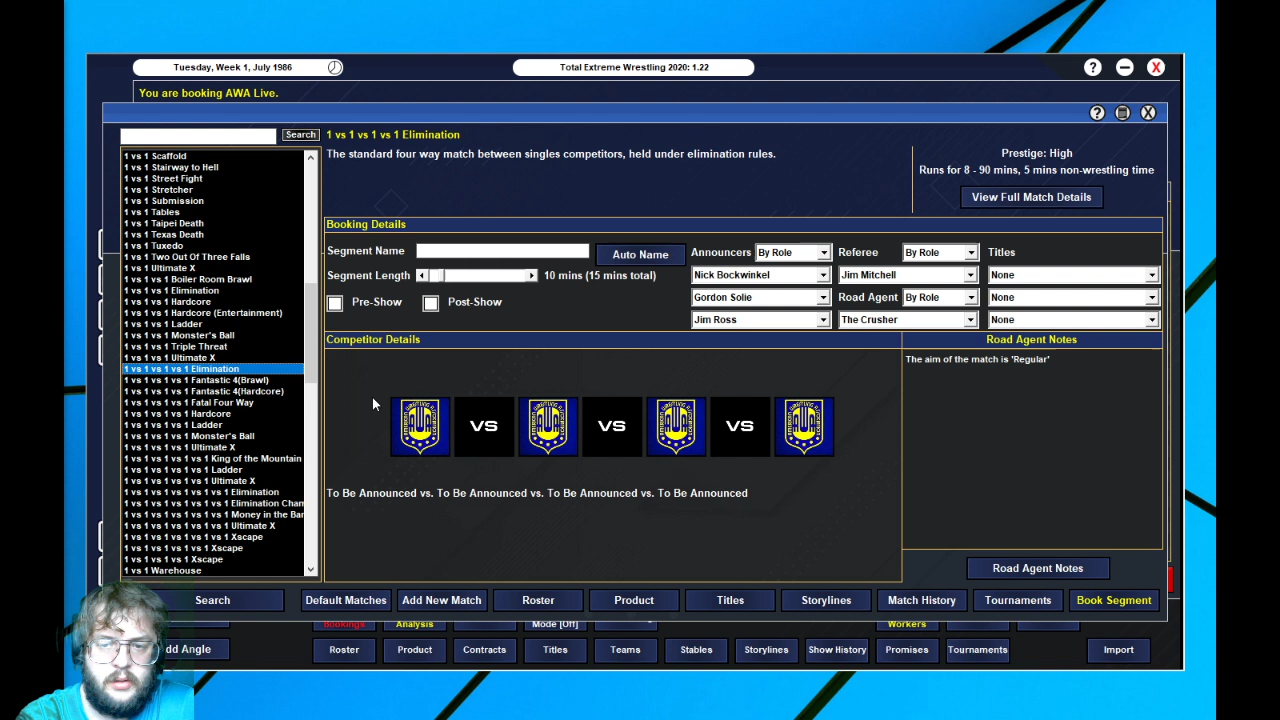 Tuesday, Week 1, July 1986
Total Extreme Wrestling 2020: 1.22
?
X
You are booking AWA Live.
?
X
Search
1 vs 1 vs 1 vs 1 Elimination
1 vs 1 Scaffold
1 vs 1 Stairway to Hell
1 vs 1 Street Fight
1 vs 1 Stretcher
1 vs 1 Submission
1 vs 1 Tables
1 vs 1 Taipei Death
1 vs 1 Texas Death
1 vs 1 Tuxedo
1 vs 1 Two Out Of Three Falls
1 vs 1 Ultimate X
1 vs 1 vs 1 Boiler Room Brawl
1 vs 1 vs 1 Elimination
1 vs 1 vs 1 Hardcore
1 vs 1 vs 1 Hardcore (Entertainment)
1 vs 1 vs 1 Ladder
1 vs 1 vs 1 Monster's Ball
1 vs 1 vs 1 Triple Threat
1 vs 1 vs 1 Ultimate X
1 vs 1 vs 1 vs 1 Elimination
1 vs 1 vs 1 vs 1 Fantastic 4(Brawl)
1 vs 1 vs 1 vs 1 Fantastic 4(Hardcore)
1 vs 1 vs 1 vs 1 Fatal Four Way
1 vs 1 vs 1 vs 1 Hardcore
1 vs 1 vs 1 vs 1 Ladder
1 vs 1 vs 1 vs 1 Monster's Ball
1 vs 1 vs 1 vs 1 Ultimate X
1 vs 1 vs 1 vs 1 vs 1 King of the Mountain
1 vs 1 vs 1 vs 1 vs 1 Ladder
1 vs 1 vs 1 vs 1 vs 1 Ultimate X
1 vs 1 vs 1 vs 1 vs 1 vs 1 Elimination
1 vs 1 vs 1 vs 1 vs 1 vs 1 Elimination Cham
1 vs 1 vs 1 vs 1 vs 1 vs 1 Money in the Ban
1 vs 1 vs 1 vs 1 vs 1 vs 1 Ultimate X
1 vs 1 vs 1 vs 1 vs 1 Xscape
1 vs 1 vs 1 vs 1 Xscape
1 vs 1 vs 1 Xscape
1 vs 1 Warehouse
The standard four way match between singles competitors, held under elimination rules.
Prestige: High
Runs for 8 - 90 mins, 5 mins non-wrestling time
View Full Match Details
Booking Details
Segment Name
Auto Name
Announcers By Role
Referee By Role
Titles
Segment Length
10 mins (15 mins total)
Nick Bockwinkel
Jim Mitchell
None
Pre-Show
Post-Show
Gordon Solie
Road Agent By Role
None
Jim Ross
The Crusher
None
Competitor Details
Road Agent Notes
The aim of the match is 'Regular'
VS VS VS
To Be Announced vs. To Be Announced vs. To Be Announced vs. To Be Announced
Road Agent Notes
Search
Default Matches
Add New Match
Roster
Product
Titles
Storylines
Match History
Tournaments
Book Segment
Bookings
Analysis
Mode [Off]
Workers
dd Angle
Roster
Product
Contracts
Titles
Teams
Stables
Storylines
Show History
Promises
Tournaments
Import